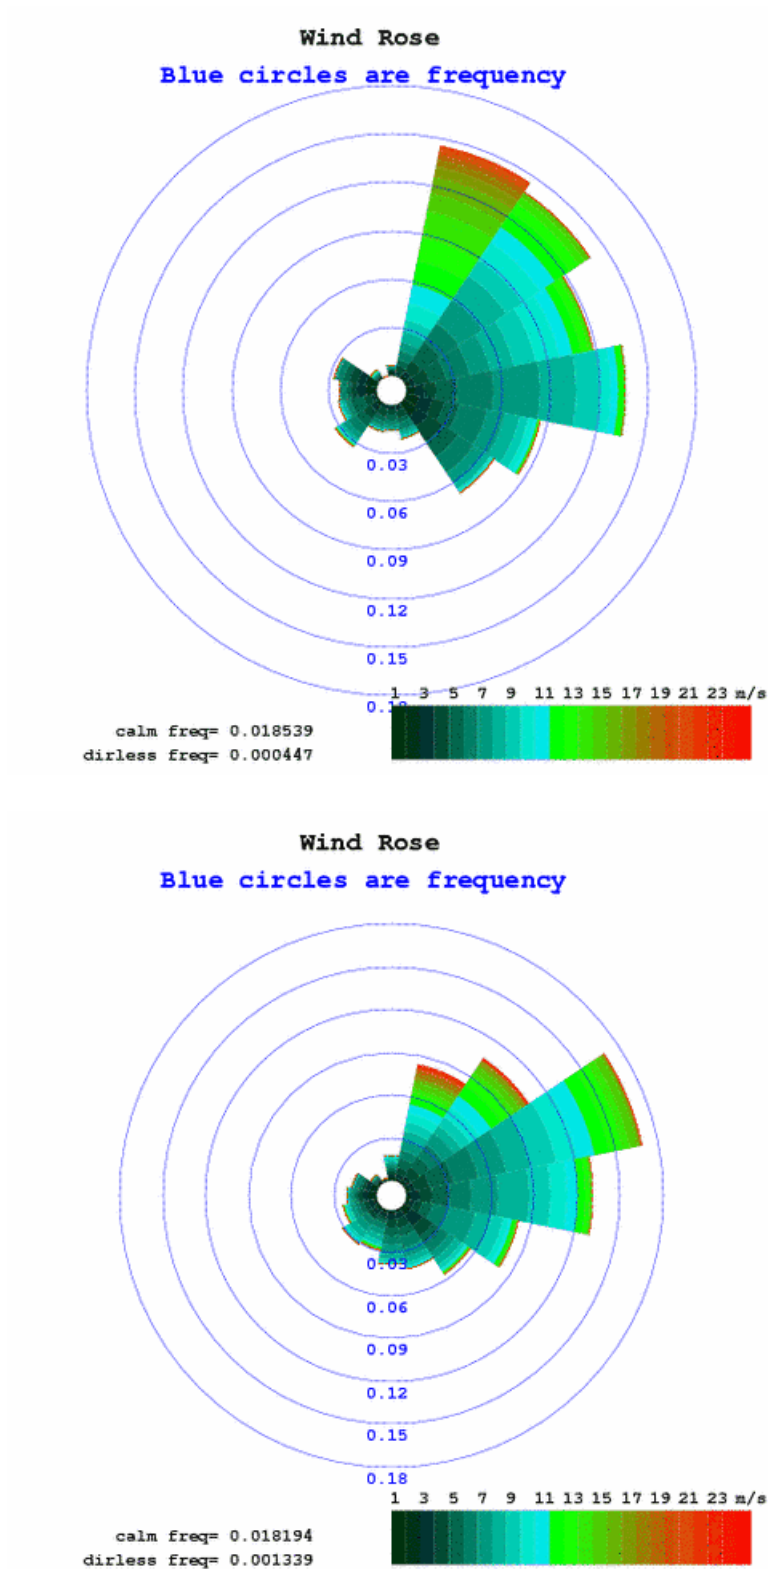 Wind Rose
Blue circles are frequency
0.03
0.06
0.09
0.12
0.15
0.18
1 3 5 7 9 11 13 15 17 19 21 23 m/s
calm freq= 0.018539
dirless freq= 0.000447
Wind Rose
Blue circles are frequency
0.03
0.06
0.09
0.12
0.15
0.18
1 3 5 7 9 11 13 15 17 19 21 23 m/s
calm freq= 0.018194
dirless freq= 0.001339